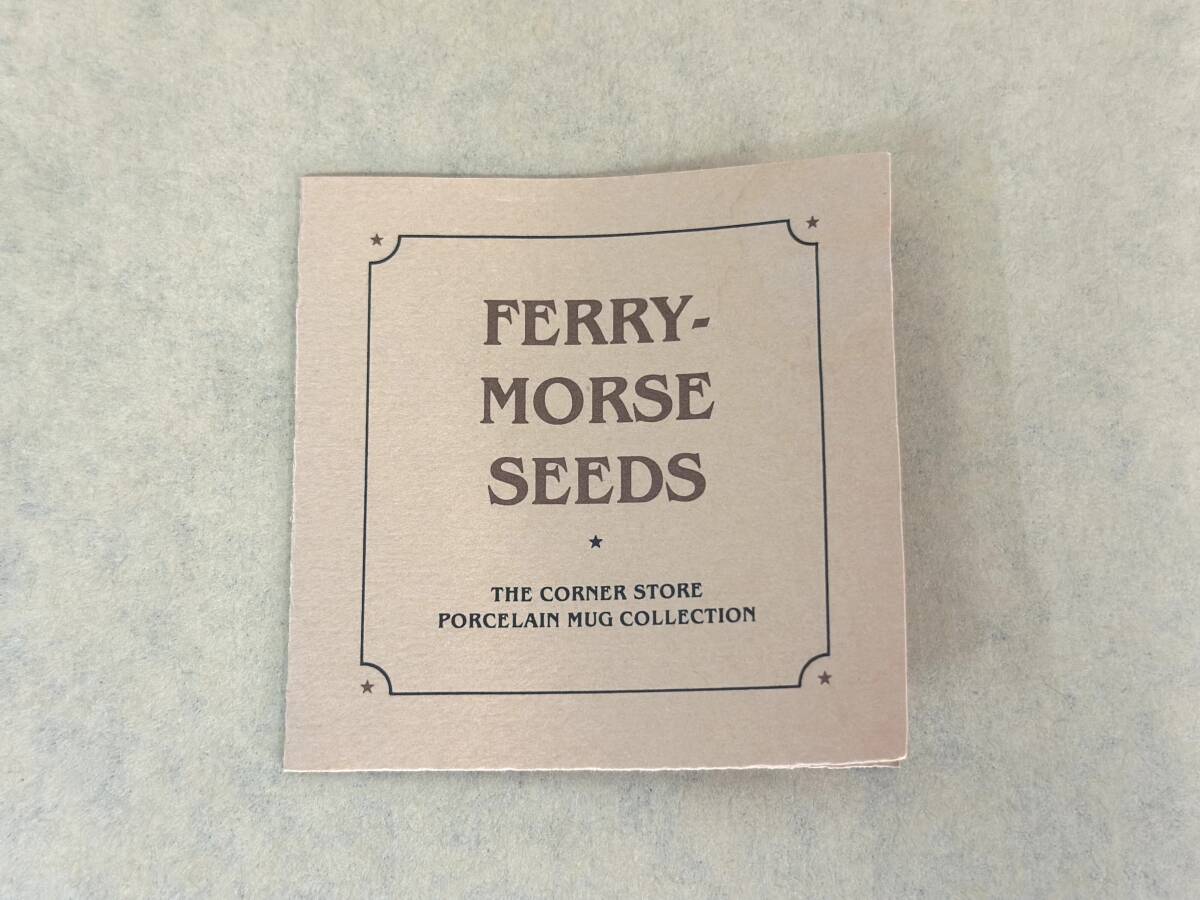 FERRY-
MORSE
SEEDS
THE CORNER STORE
PORCELAIN MUG COLLECTION